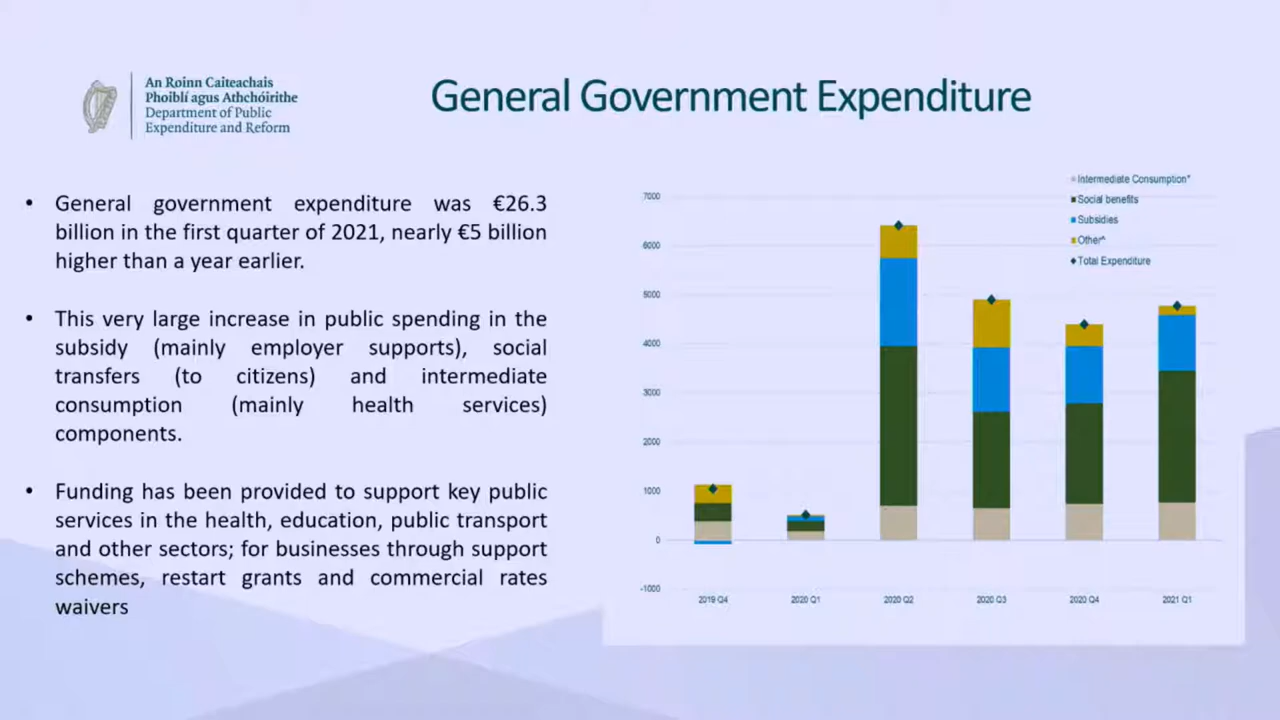 An Roinn Caiteachais
Phoiblí agus Athchóirithe
Department of Public
Expenditure and Reform
General Government Expenditure
• General government expenditure was €26.3
billion in the first quarter of 2021, nearly €5 billion
higher than a year earlier.
• This very large increase in public spending in the
subsidy (mainly employer supports), social
transfers (to citizens) and intermediate
consumption (mainly health services)
components.
• Funding has been provided to support key public
services in the health, education, public transport
and other sectors; for businesses through support
schemes, restart grants and commercial rates
waivers
Intermediate Consumption*
Social benefits
Subsidies
Other^
Total Expenditure
7000
6000
5000
4000
3000
2000
1000
0
-1000
2019 Q4 2020 Q1 2020 Q2 2020 Q3 2020 Q4 2021 Q1